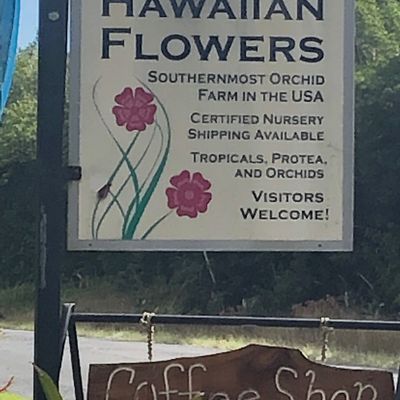 HAWAIIAN
FLOWERS
SOUTHERNMOST ORCHID
FARM IN THE USA
CERTIFIED NURSERY
SHIPPING AVAILABLE
TROPICALS, PROTEA,
AND ORCHIDS
VISITORS
WELCOME!
Coffee Shop